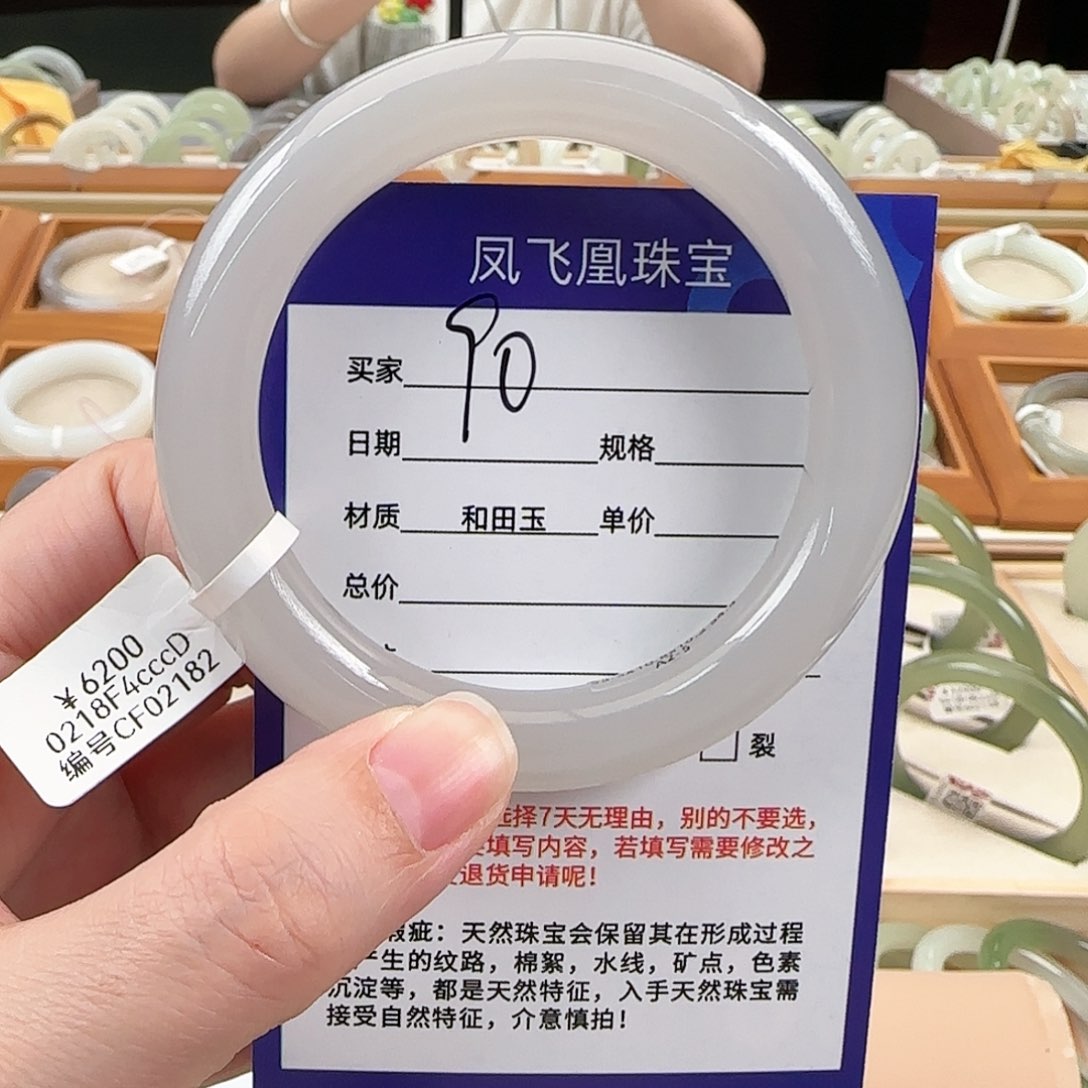 凤飞凰珠宝
买家 90
日期 规格
材质 和田玉 单价
总价
裂
选择7天无理由，别的不要选，
填写内容，若填写需要修改之
退货申请呢！
瑕疵：天然珠宝会保留其在形成过程
产生的纹路，棉絮，水线，矿点，色素
沉淀等，都是天然特征，入手天然珠宝需
接受自然特征，介意慎拍！
¥6200
0218F4cccD
编号CF02182